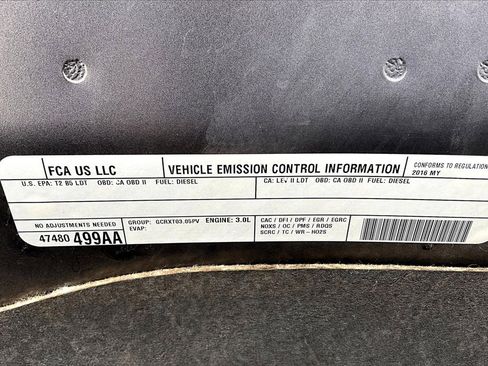 FCA US LLC
VEHICLE EMISSION CONTROL INFORMATION
CONFORMS TO REGULATIONS
2016 MY
U.S. EPA: T2 B5 LDT OBD: CA OBD II FUEL: DIESEL
CA: LEV II LDT OBD: CA OBD II FUEL: DIESEL
NO ADJUSTMENTS NEEDED
47480 499AA
GROUP: GCRXT03.05PV ENGINE: 3.0L
EVAP:
CAC / DFI / DPF / EGR / EGRC
NOXS / OC / PMS / RDQS
SCRC / TC / WR-HO2S